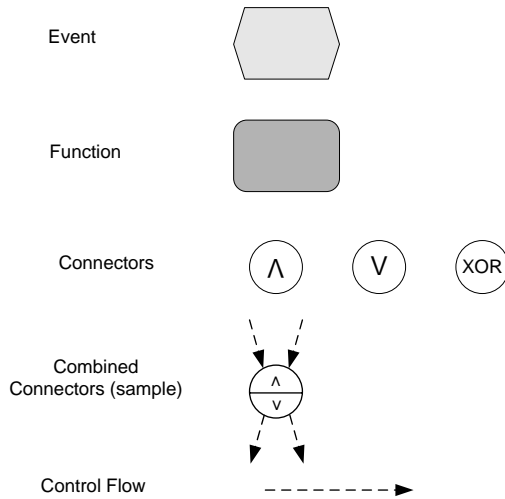 Event
Function
Connectors
Λ V XOR
Combined
Connectors (sample)
Λ
V
Control Flow